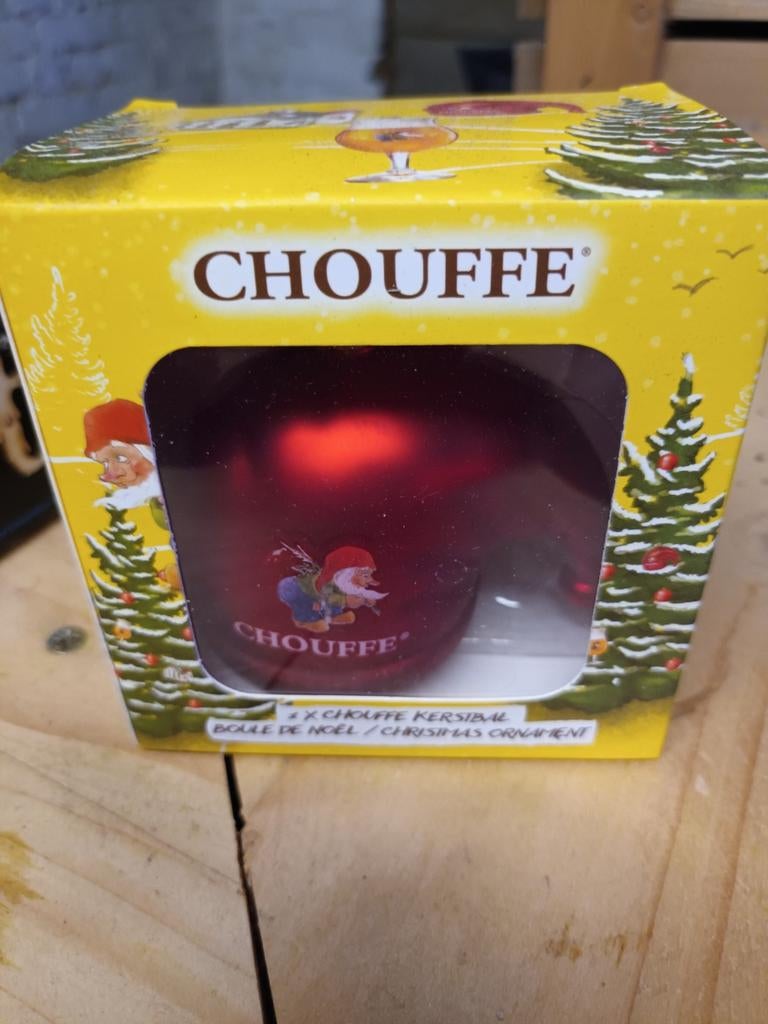 CHOUFFE®
CHOUFFE®
1 X CHOUFFE KERSTBAL
BOULE DE NOËL / CHRISTMAS ORNAMENT